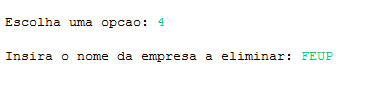 Escolha uma opcao: 4
Insira o nome da empresa a eliminar: FEUP